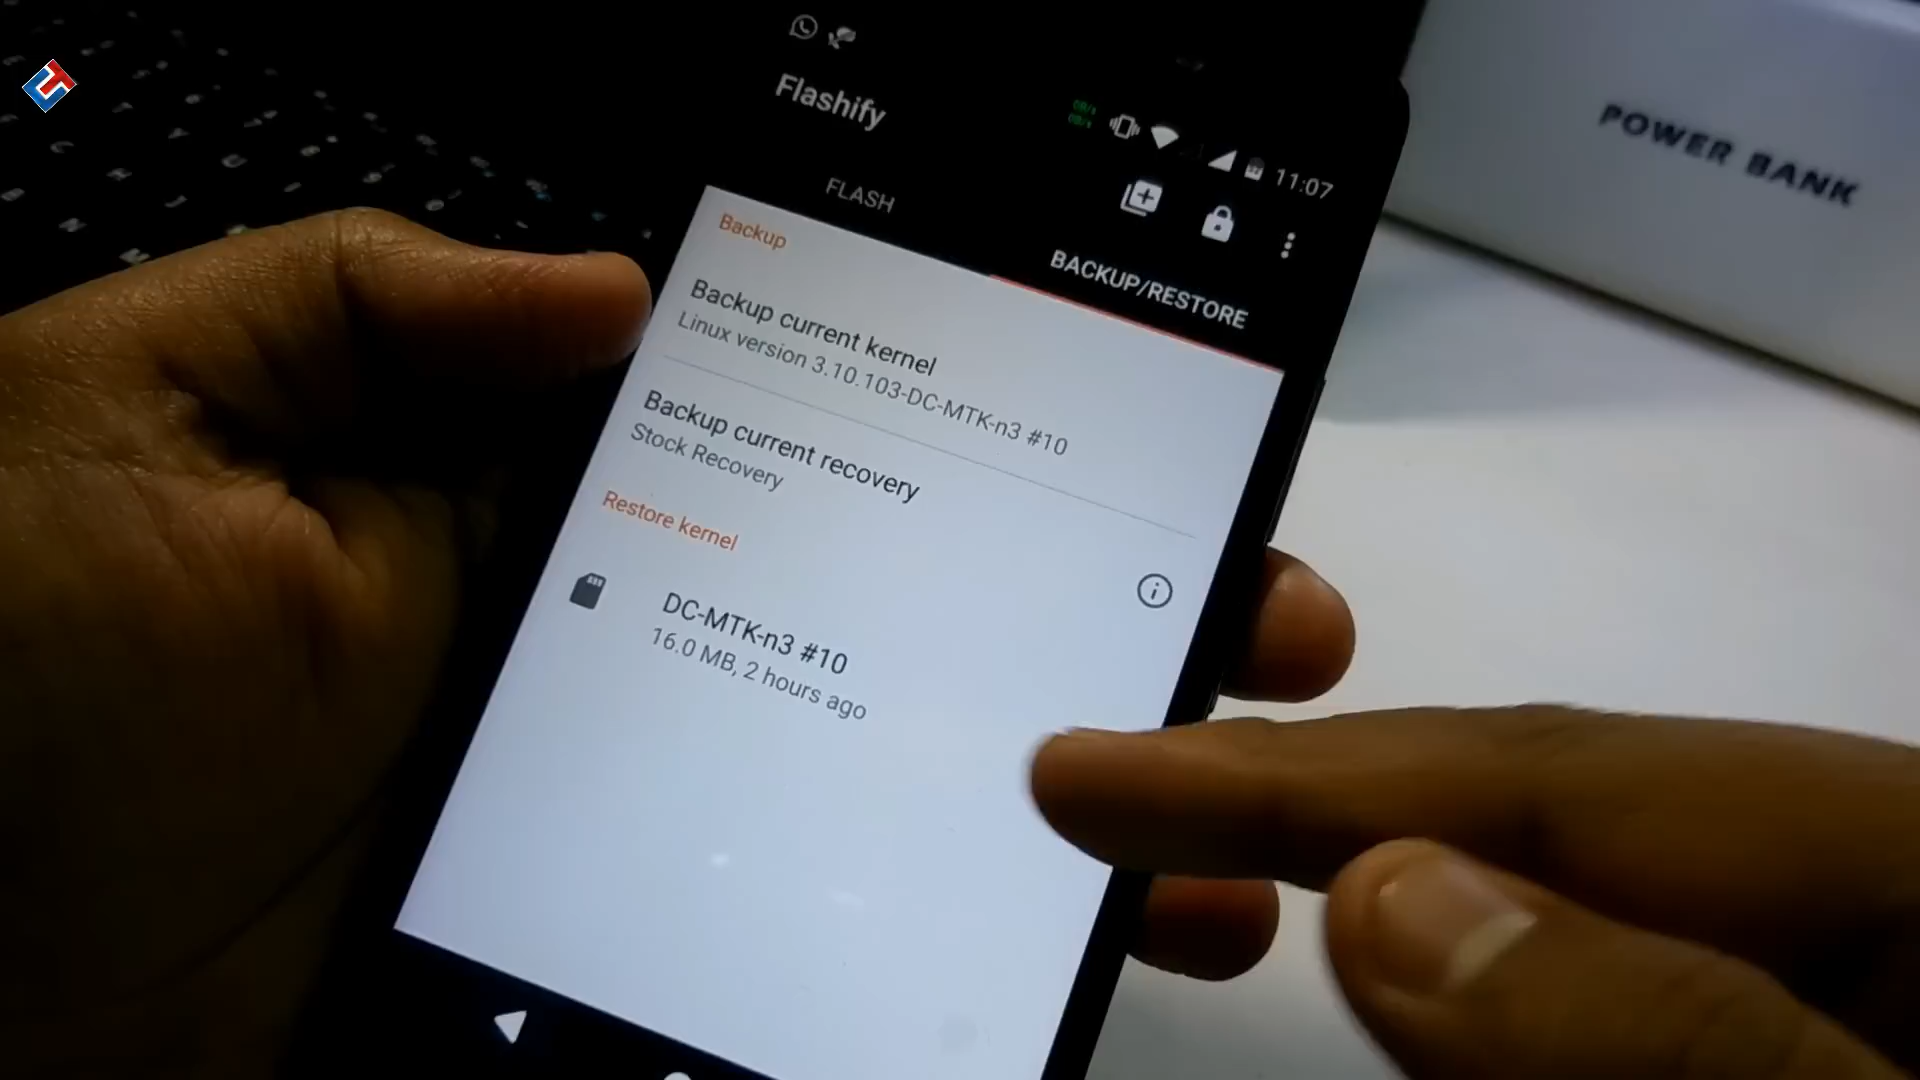 Flashify
11:07
FLASH
BACKUP/RESTORE
Backup
Backup current kernel
Linux version 3.10.103-DC-MTK-n3 #10
Backup current recovery
Stock Recovery
Restore kernel
DC-MTK-n3 #10
16.0 MB, 2 hours ago
POWER BANK